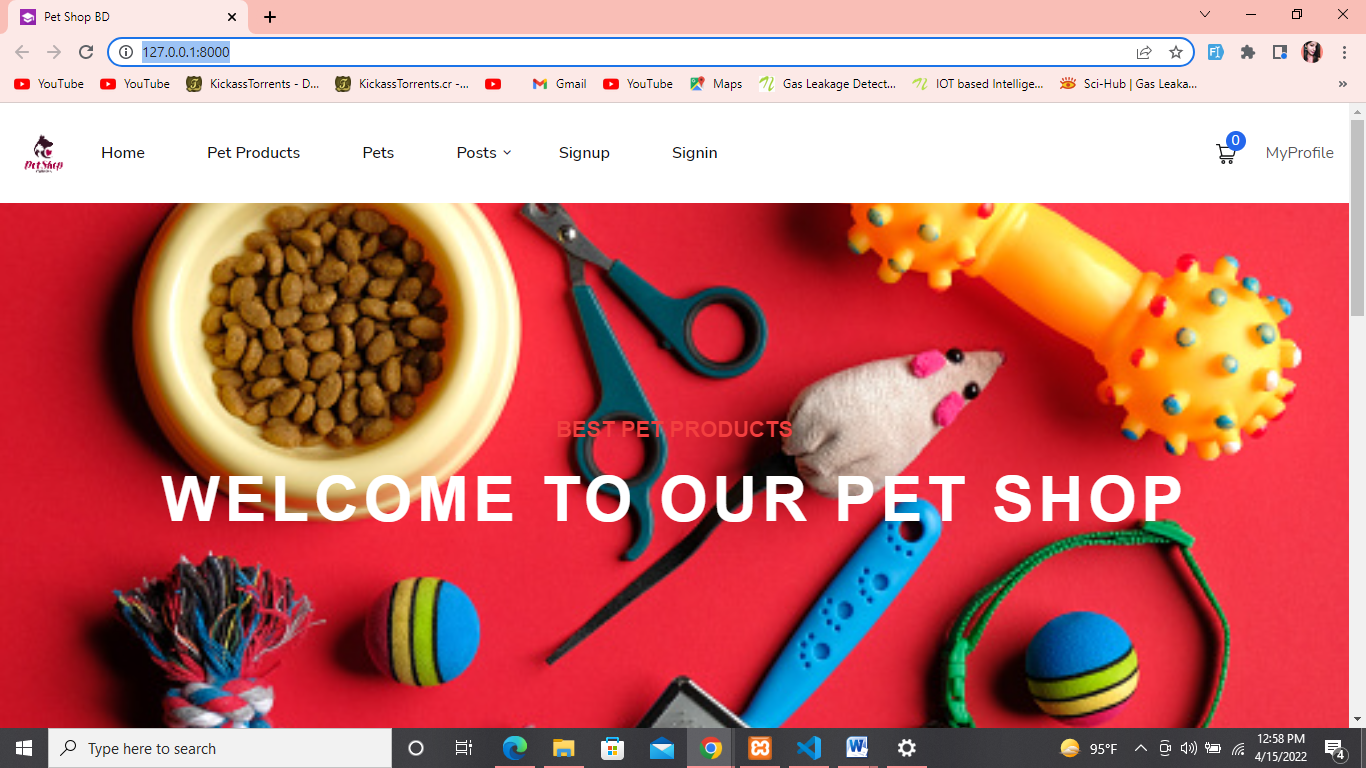 Pet Shop BD
127.0.0.1:8000
YouTube
YouTube
KickassTorrents - D...
KickassTorrents.cr -...
Gmail
YouTube
Maps
Gas Leakage Detect...
IOT based Intellige...
Sci-Hub | Gas Leaka...
»
PetShop
Home
Pet Products
Pets
Posts
Signup
Signin
0
MyProfile
BEST PET PRODUCTS
WELCOME TO OUR PET SHOP
Type here to search
95°F
12:58 PM
4/15/2022
4